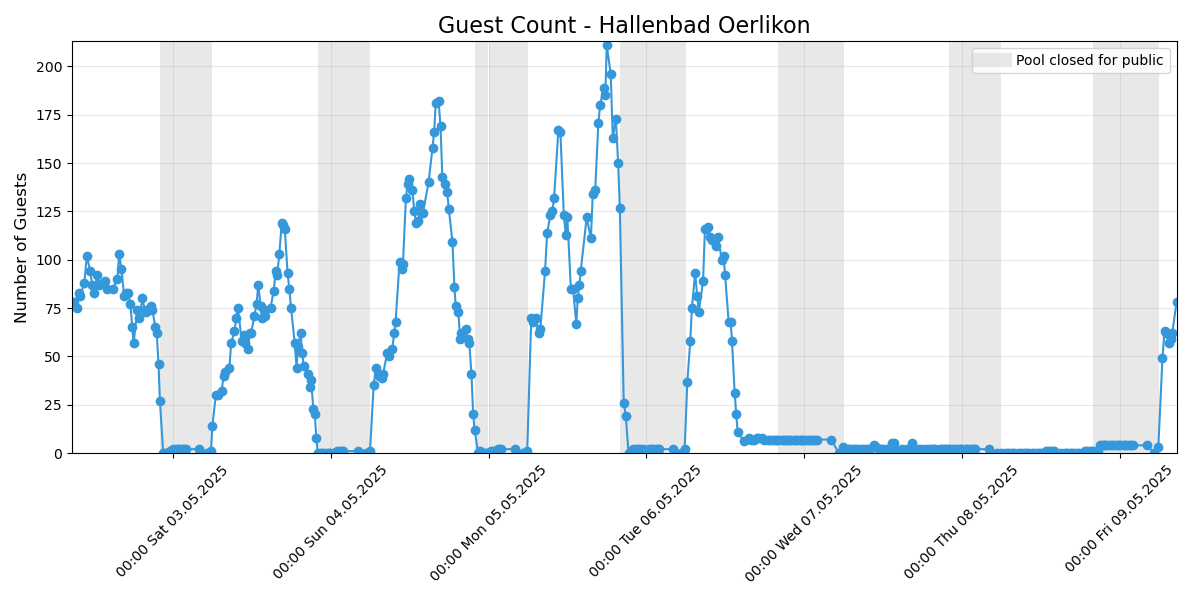 Guest Count - Hallenbad Oerlikon
Pool closed for public
Number of Guests
200
175
150
125
100
75
50
25
0
00:00 Sat 03.05.2025
00:00 Sun 04.05.2025
00:00 Mon 05.05.2025
00:00 Tue 06.05.2025
00:00 Wed 07.05.2025
00:00 Thu 08.05.2025
00:00 Fri 09.05.2025